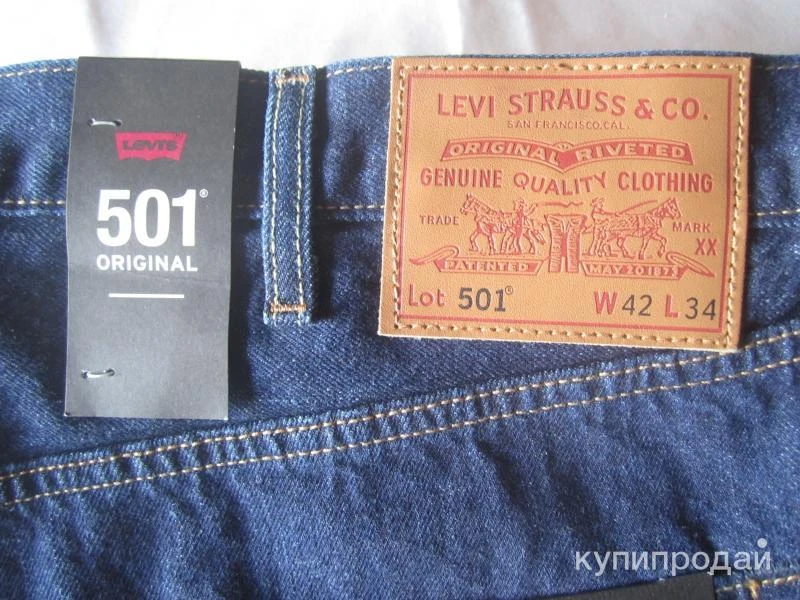 Levi's
501®
ORIGINAL
LEVI STRAUSS & CO.
SAN FRANCISCO, CAL.
ORIGINAL RIVETED
GENUINE QUALITY CLOTHING
TRADE MARK
XX
PATENTED MAY 20 1873
Lot 501® W 42 L 34
купипродай